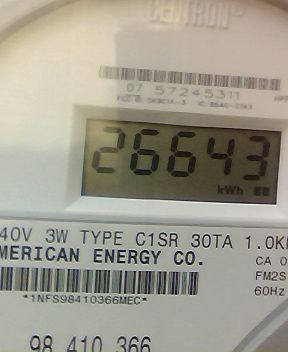 CENTRON®
07 57245311
26643
kWh
40V 3W TYPE C1SR 30TA 1.0K
MERICAN ENERGY CO.
CA 0
FM2S
60Hz
*1NFS98410366MEC*
98 410 366